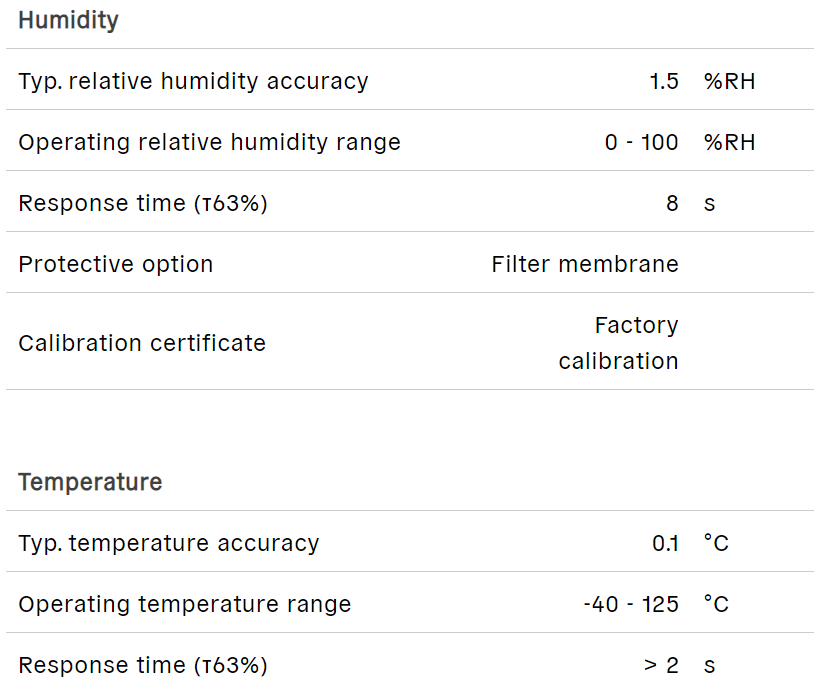 Humidity
Typ. relative humidity accuracy 1.5 %RH
Operating relative humidity range 0 - 100 %RH
Response time (τ63%) 8 s
Protective option Filter membrane
Calibration certificate Factory calibration
Temperature
Typ. temperature accuracy 0.1 °C
Operating temperature range -40 - 125 °C
Response time (τ63%) > 2 s